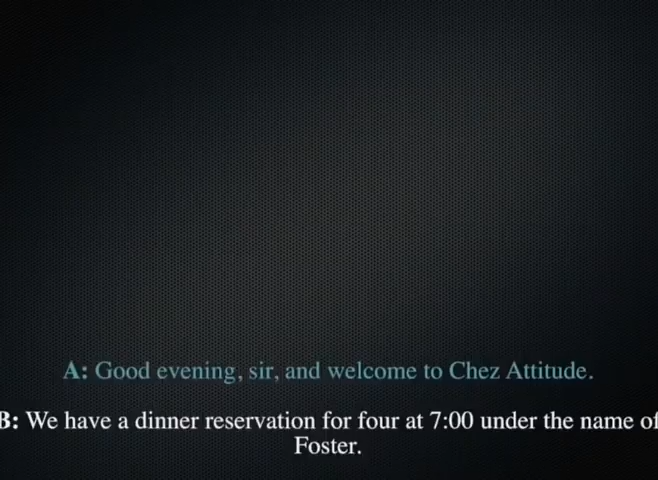 A: Good evening, sir, and welcome to Chez Attitude.
B: We have a dinner reservation for four at 7:00 under the name of
Foster.